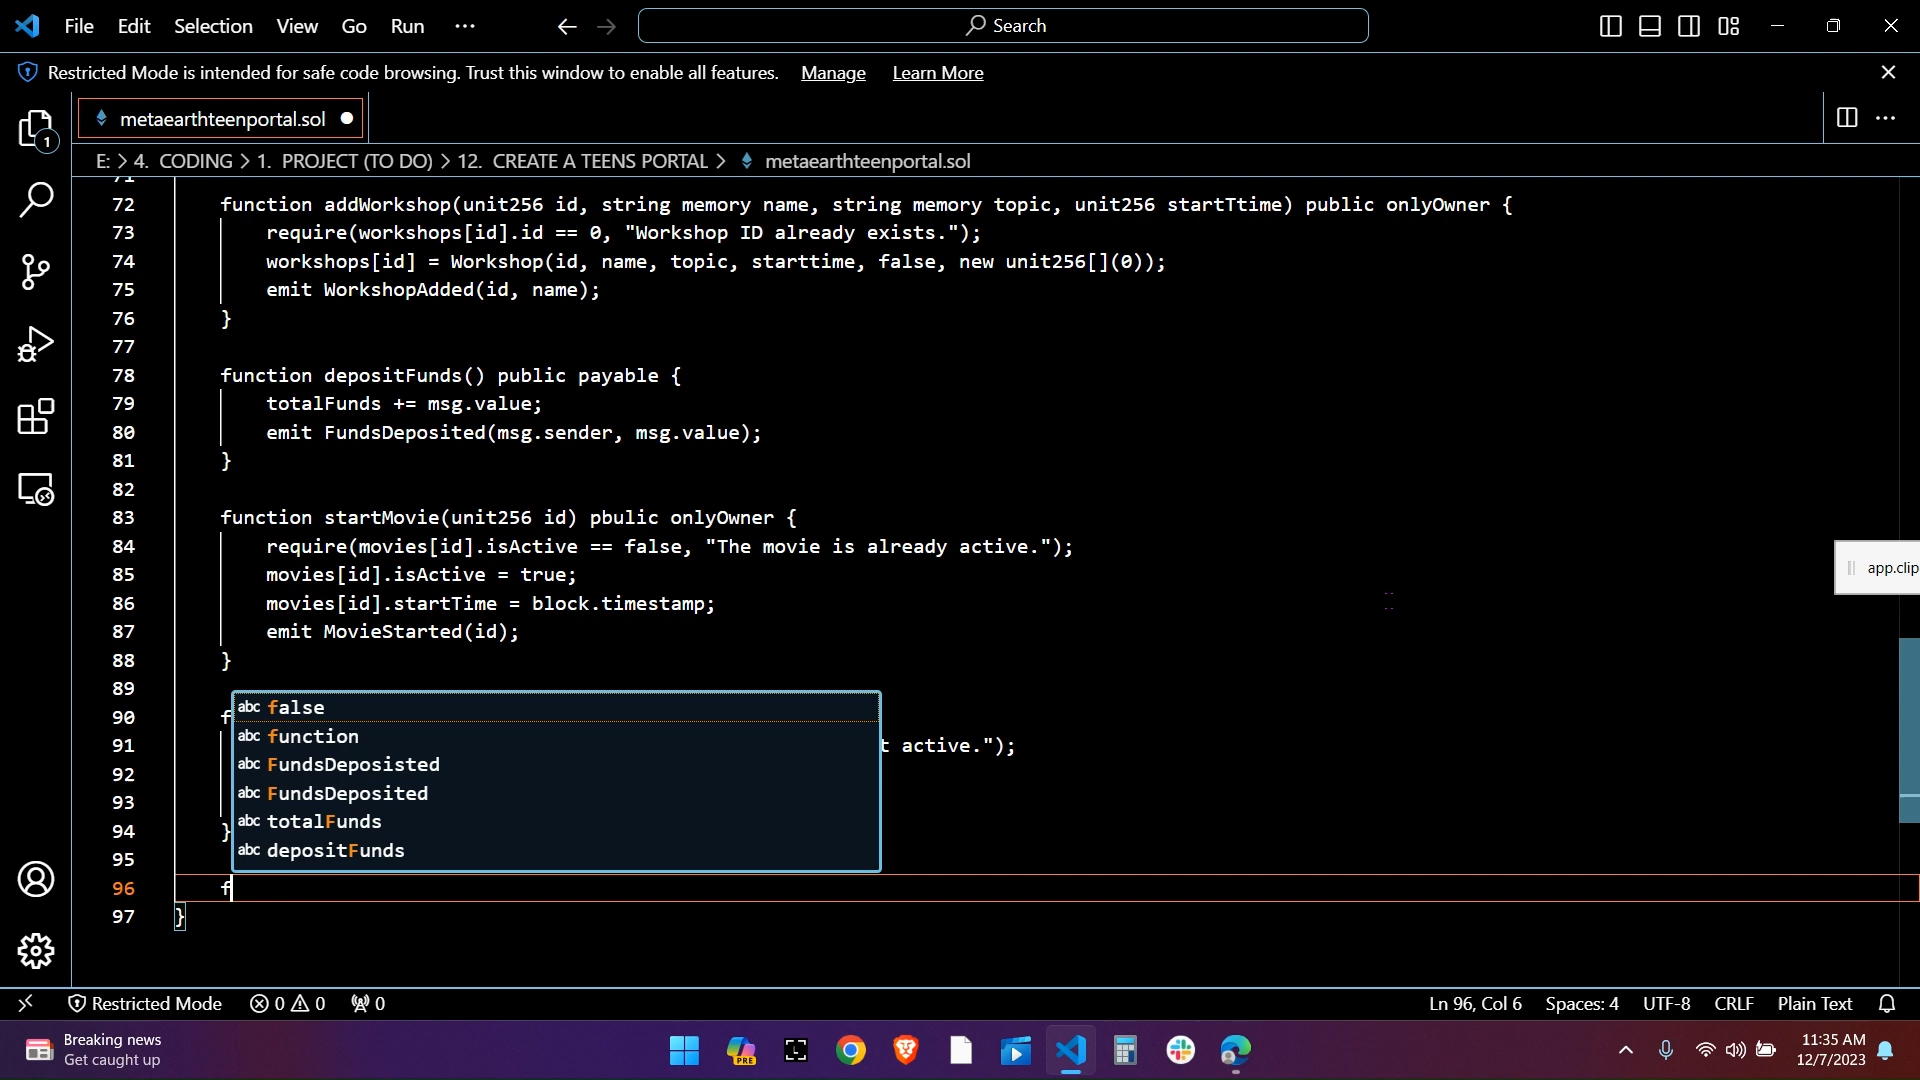 File Edit Selection View Go Run ··· Search
Restricted Mode is intended for safe code browsing. Trust this window to enable all features. Manage Learn More
1
metaearthteenportal.sol
E: > 4. CODING > 1. PROJECT (TO DO) > 12. CREATE A TEENS PORTAL > metaearthteenportal.sol
71
72 function addWorkshop(unit256 id, string memory name, string memory topic, unit256 startTtime) public onlyOwner {
73 require(workshops[id].id == 0, "Workshop ID already exists.");
74 workshops[id] = Workshop(id, name, topic, starttime, false, new unit256[](0));
75 emit WorkshopAdded(id, name);
76 }
77
78 function depositFunds() public payable {
79 totalFunds += msg.value;
80 emit FundsDeposited(msg.sender, msg.value);
81 }
82
83 function startMovie(unit256 id) pbulic onlyOwner {
84 require(movies[id].isActive == false, "The movie is already active.");
85 movies[id].isActive = true;
86 movies[id].startTime = block.timestamp;
87 emit MovieStarted(id);
88 }
89
90 f
91 t active.");
92
93
94 }
95
96 f
97 }
abc false
abc function
abc FundsDeposisted
abc FundsDeposited
abc totalFunds
abc depositFunds
app.clip
Restricted Mode 0 0 0 Ln 96, Col 6 Spaces: 4 UTF-8 CRLF Plain Text
Breaking news
Get caught up
PRE
11:35 AM
12/7/2023